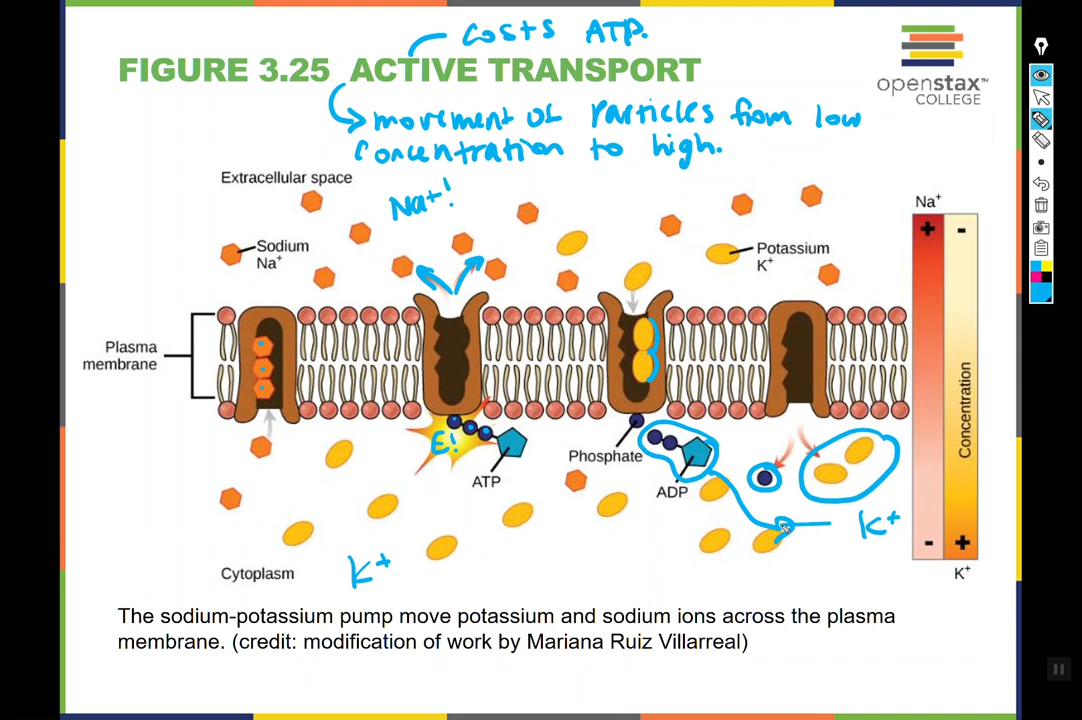 costs ATP.
FIGURE 3.25 ACTIVE TRANSPORT
openstax™
COLLEGE
movement of particles from low
concentration to high.
Extracellular space
Na+!
Na+
+ -
Sodium
Na+
Potassium
K+
Plasma
membrane
Concentration
E!
Phosphate
ATP
ADP
K+
- +
Cytoplasm
K+
K+
The sodium-potassium pump move potassium and sodium ions across the plasma
membrane. (credit: modification of work by Mariana Ruiz Villarreal)